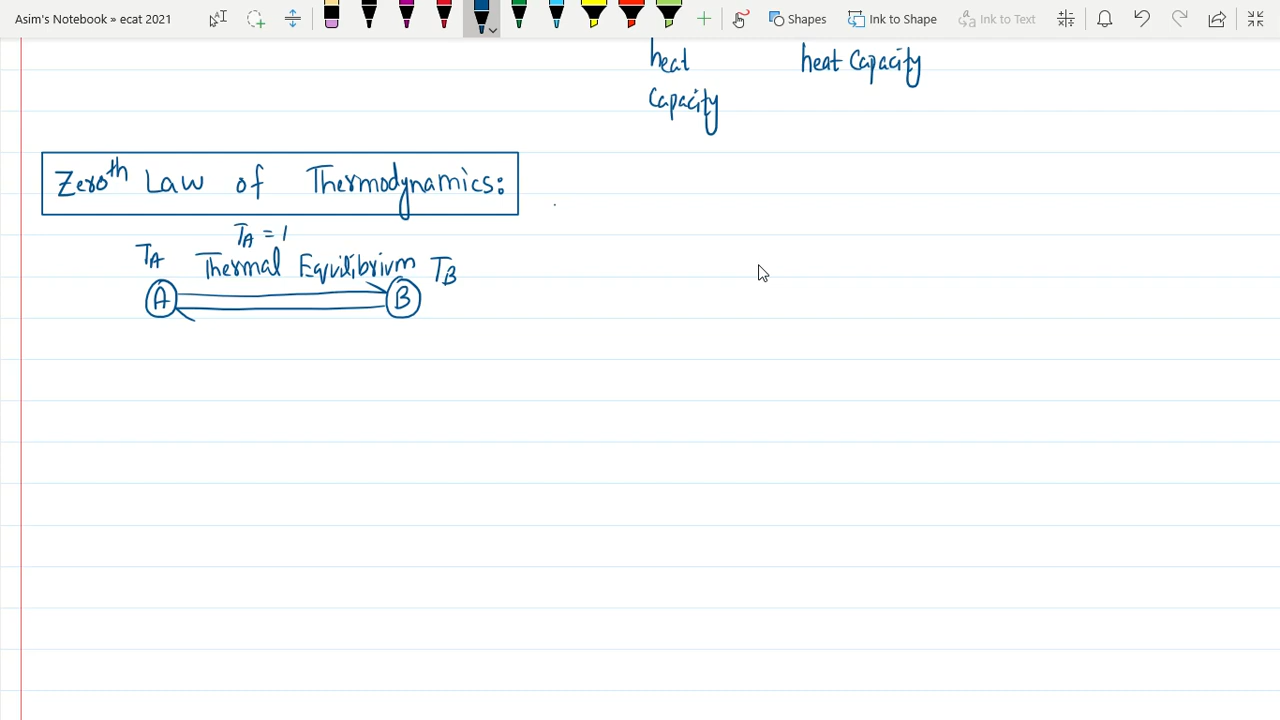 Asim's Notebook » ecat 2021
Shapes
Ink to Shape
Ink to Text
heat
Capacity
heat Capacity
Zeroth Law of Thermodynamics:
TA = 1
TA Thermal Equilibrium TB
A B